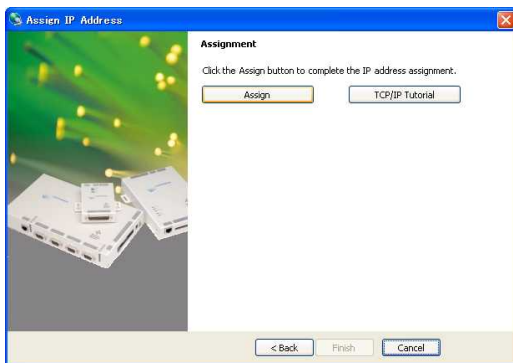 Assign IP Address
Assignment
Click the Assign button to complete the IP address assignment.
Assign
TCP/IP Tutorial
< Back
Finish
Cancel